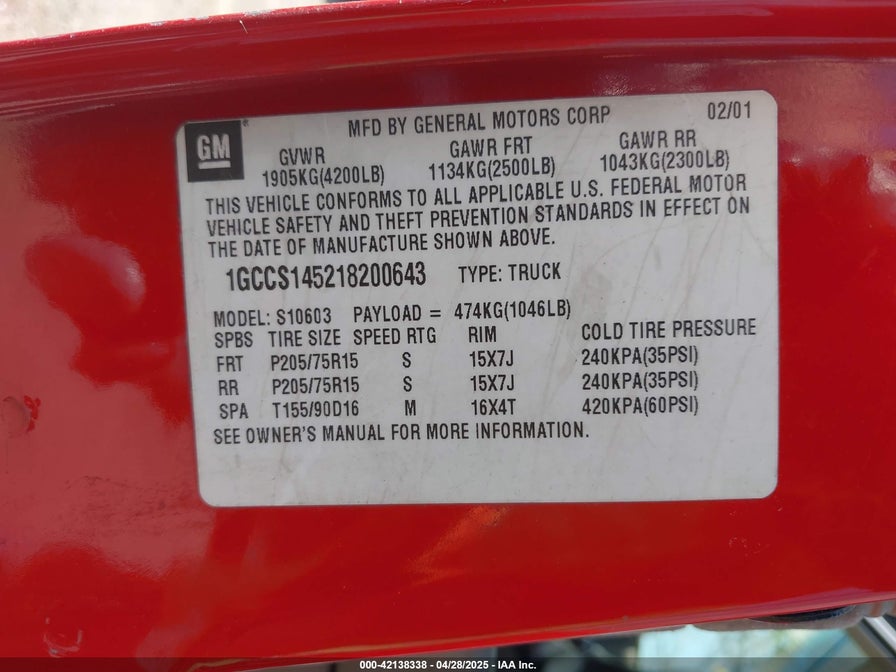 GM
MFD BY GENERAL MOTORS CORP 02/01
GVWR GAWR FRT GAWR RR
1905KG(4200LB) 1134KG(2500LB) 1043KG(2300LB)
THIS VEHICLE CONFORMS TO ALL APPLICABLE U.S. FEDERAL MOTOR
VEHICLE SAFETY AND THEFT PREVENTION STANDARDS IN EFFECT ON
THE DATE OF MANUFACTURE SHOWN ABOVE.
1GCCS145218200643 TYPE: TRUCK
MODEL: S10603 PAYLOAD = 474KG(1046LB)
SPBS TIRE SIZE SPEED RTG RIM COLD TIRE PRESSURE
FRT P205/75R15 S 15X7J 240KPA(35PSI)
RR P205/75R15 S 15X7J 240KPA(35PSI)
SPA T155/90D16 M 16X4T 420KPA(60PSI)
SEE OWNER'S MANUAL FOR MORE INFORMATION.
000-42138338 - 04/28/2025 - IAA Inc.